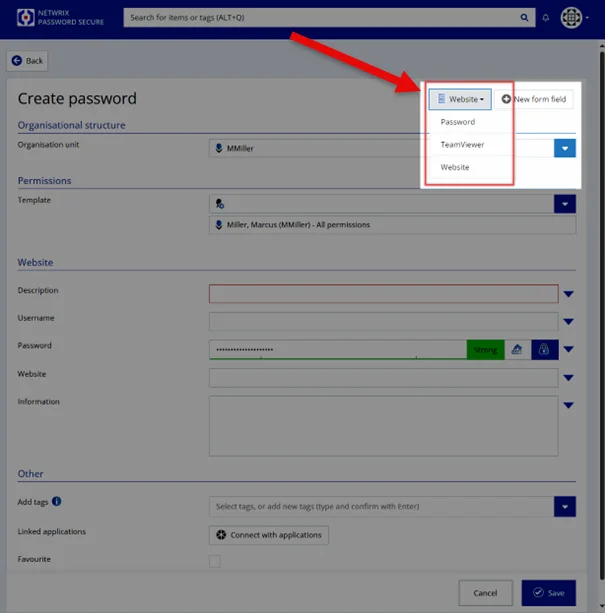 NETWRIX
PASSWORD SECURE
Search for items or tags (ALT+Q)
Back
Create password
Website
New form field
Password
TeamViewer
Website
Organisational structure
Organisation unit
MMiller
Permissions
Template
Miller, Marcus (MMiller) - All permissions
Website
Description
Username
Password
••••••••••••••••••••
Strong
Website
Information
Other
Add tags
Select tags, or add new tags (type and confirm with Enter)
Linked applications
Connect with applications
Favourite
Cancel
Save